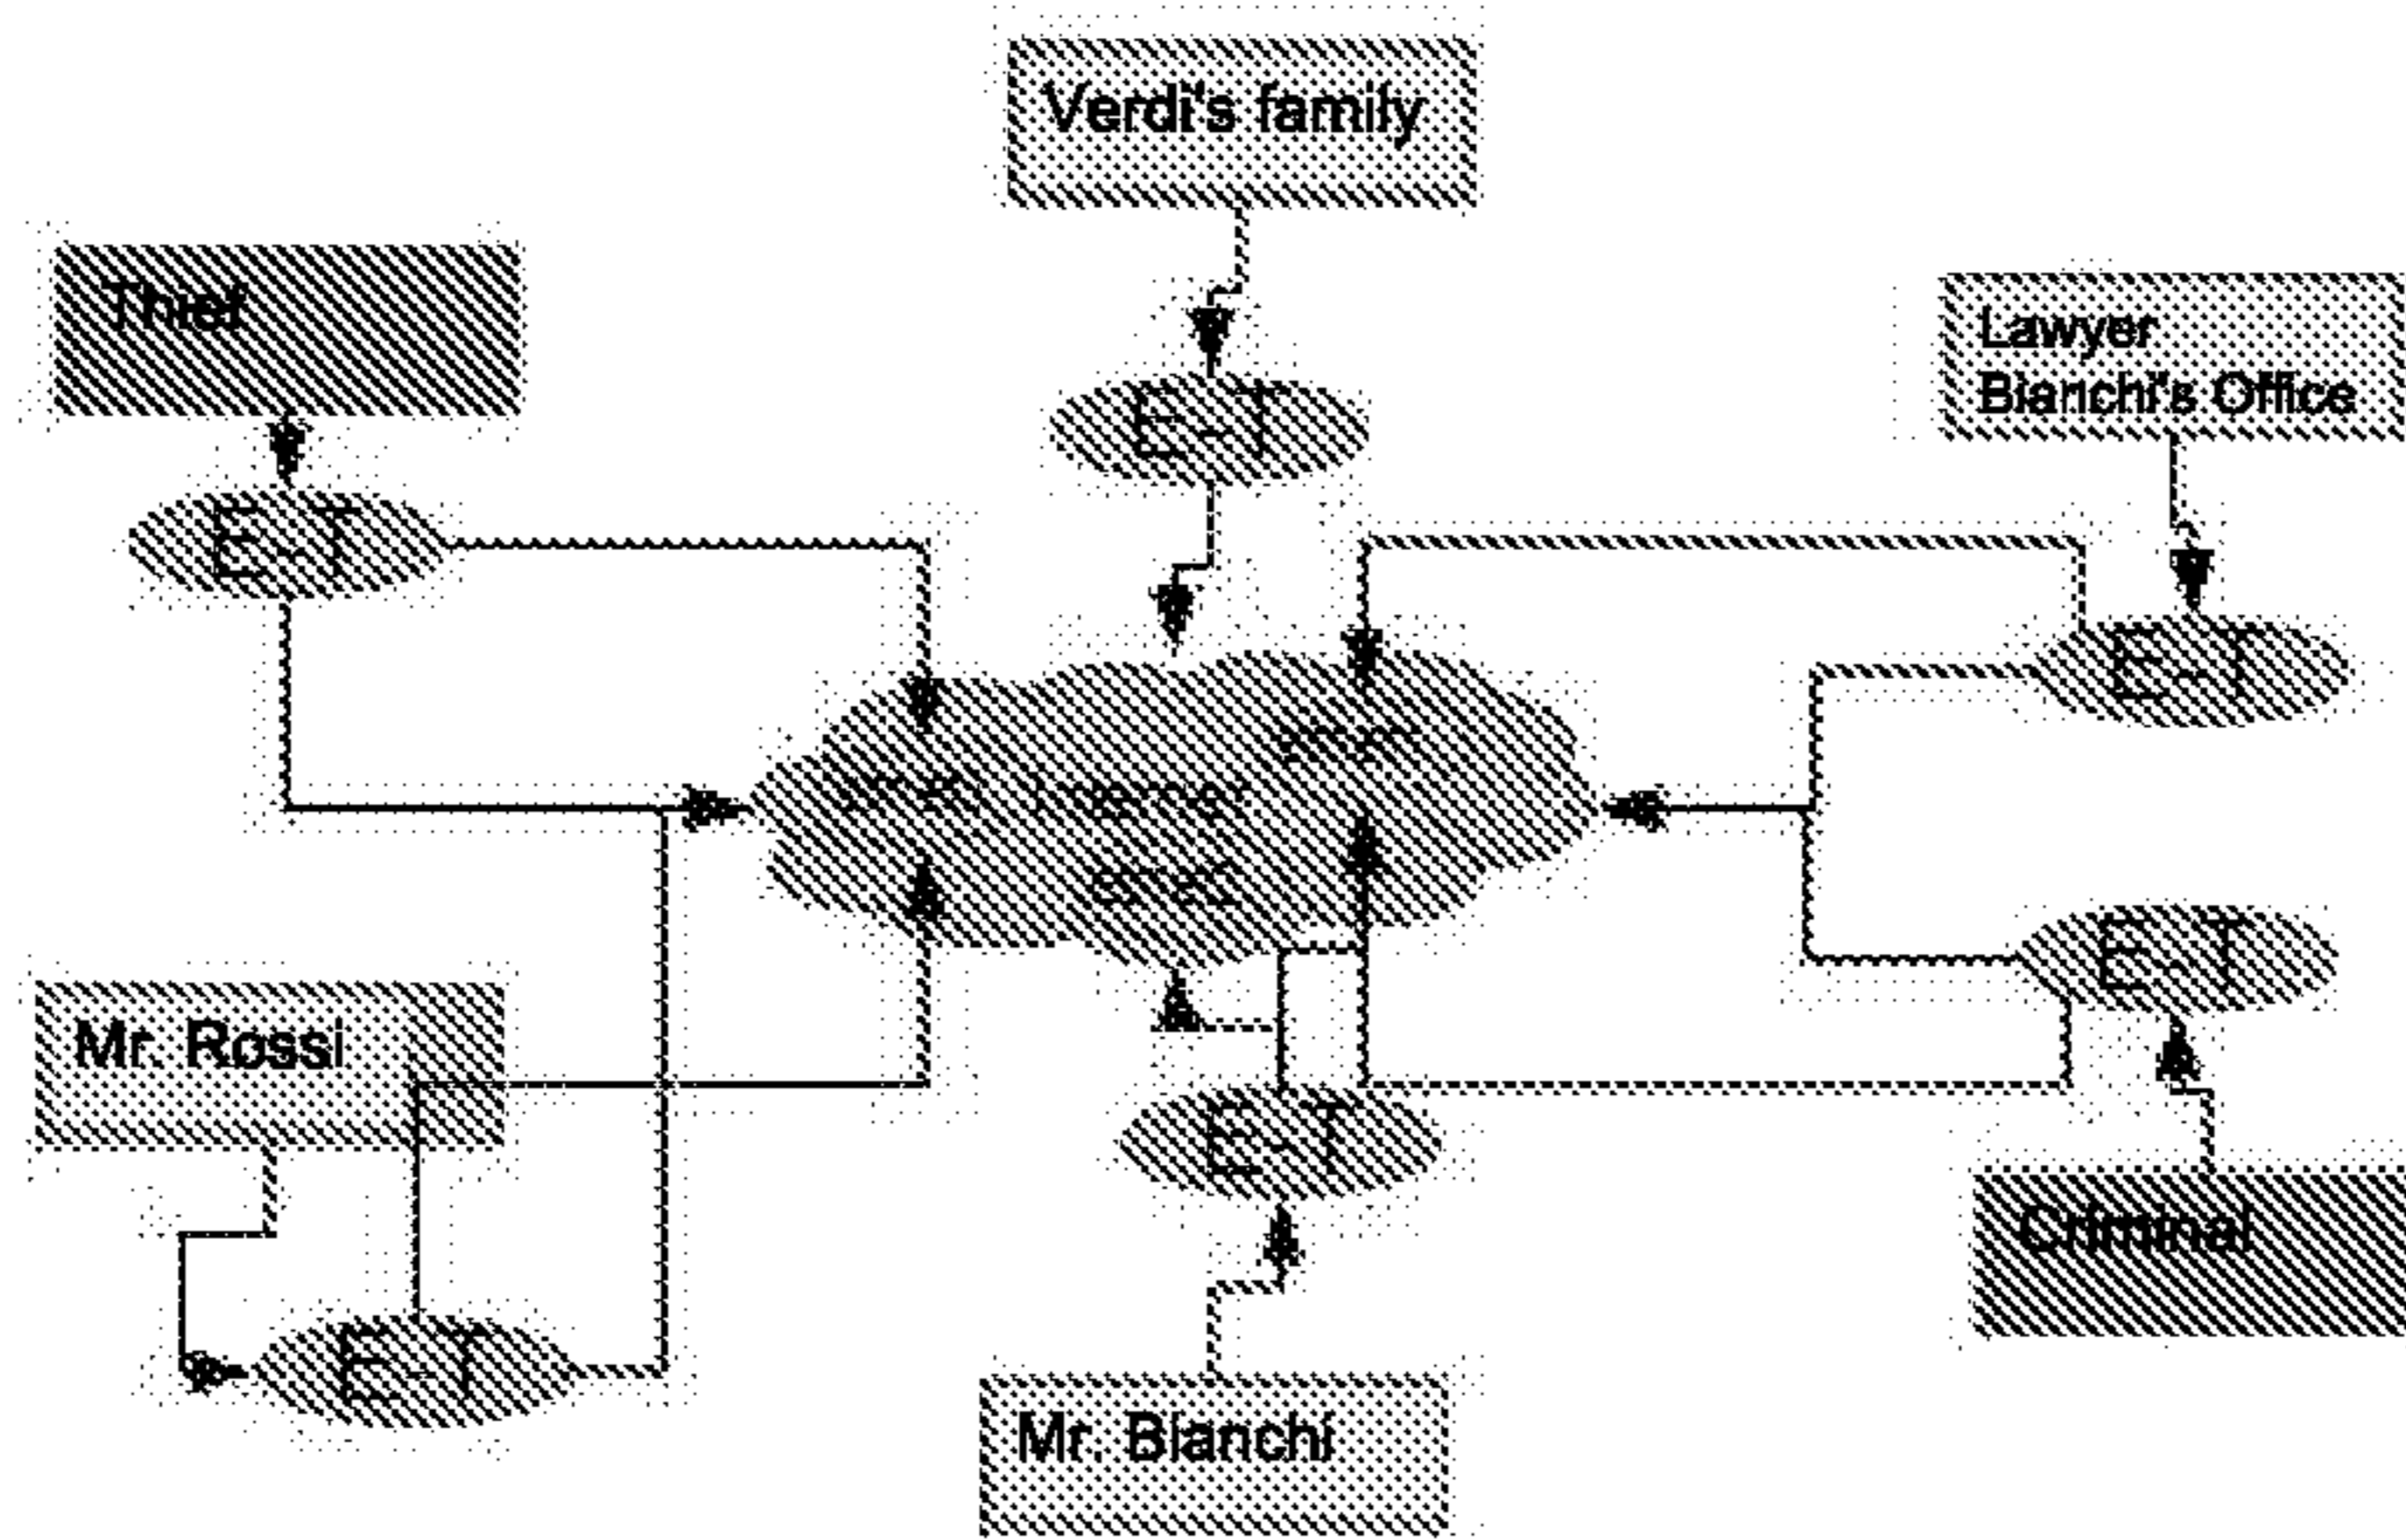 Verdi's family
Thief
Lawyer
Bianchi's Office
E-T
E-T
E-T
E-T
Mr. Rossi
E-T
Criminal
E-T
Mr. Bianchi